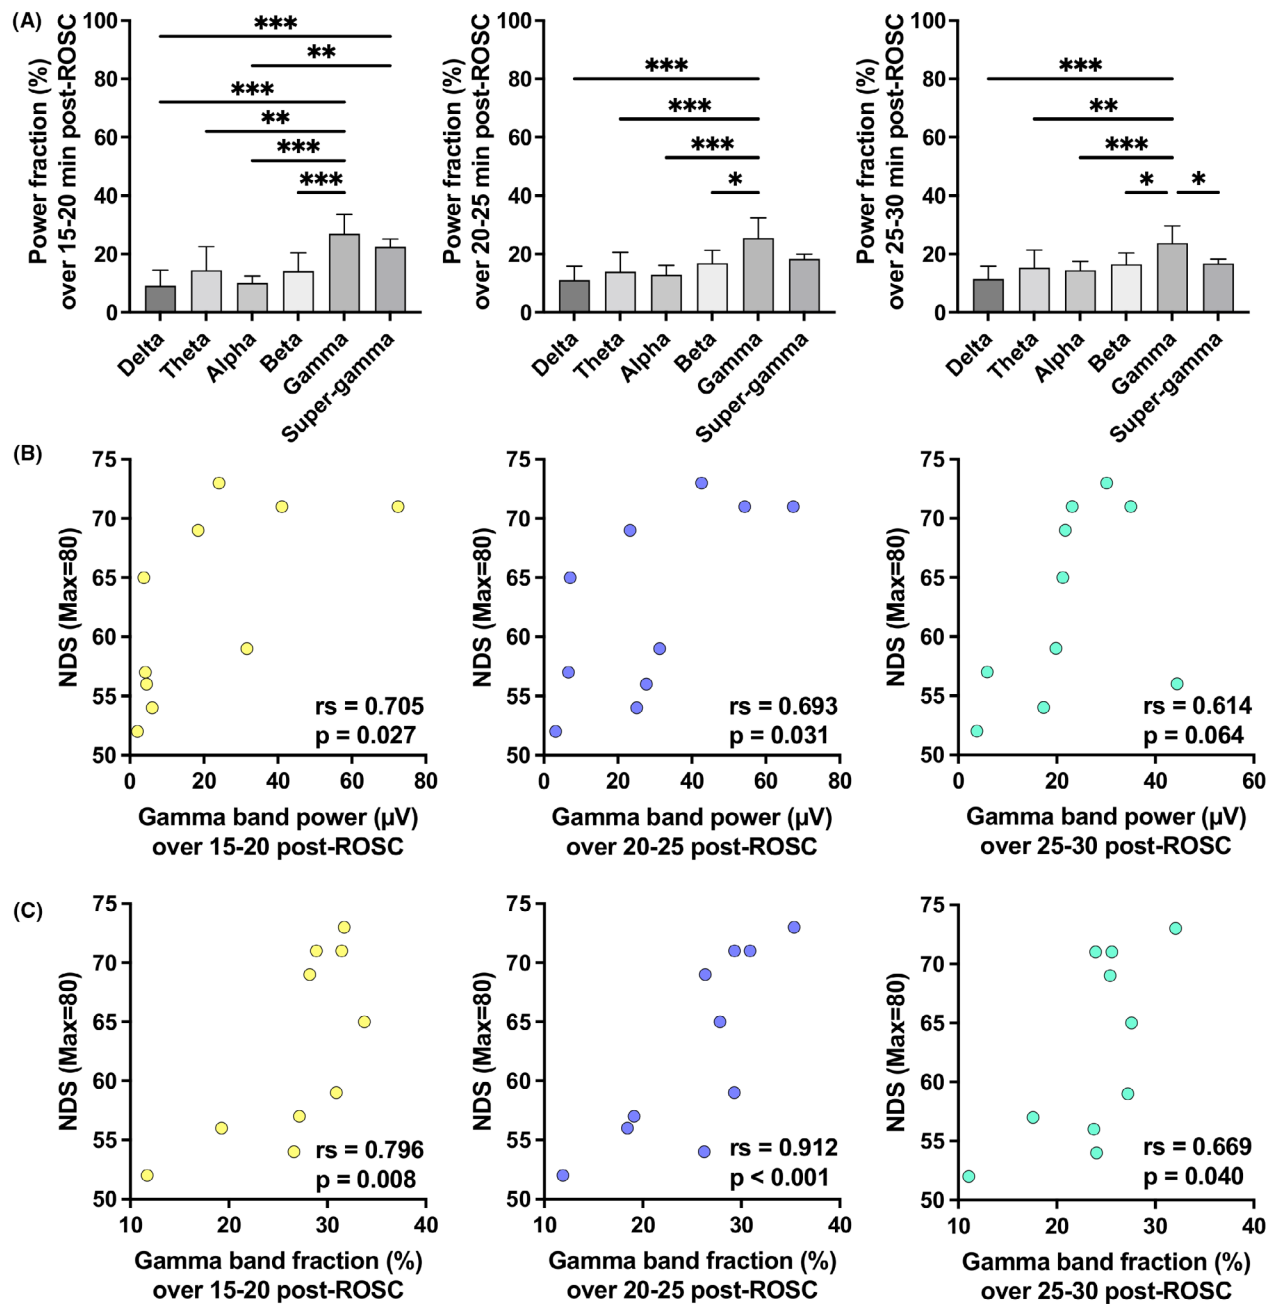 (A)
Power fraction (%)
over 15-20 min post-ROSC
100
80
60
40
20
0
***
**
***
**
***
***
Delta
Theta
Alpha
Beta
Gamma
Super-gamma
Power fraction (%)
over 20-25 min post-ROSC
100
80
60
40
20
0
***
***
***
*
Delta
Theta
Alpha
Beta
Gamma
Super-gamma
Power fraction (%)
over 25-30 min post-ROSC
100
80
60
40
20
0
***
**
***
*
*
Delta
Theta
Alpha
Beta
Gamma
Super-gamma
(B)
NDS (Max=80)
75
70
65
60
55
50
rs = 0.705
p = 0.027
0 20 40 60 80
Gamma band power (µV)
over 15-20 post-ROSC
NDS (Max=80)
75
70
65
60
55
50
rs = 0.693
p = 0.031
0 20 40 60 80
Gamma band power (µV)
over 20-25 post-ROSC
NDS (Max=80)
75
70
65
60
55
50
rs = 0.614
p = 0.064
0 20 40 60
Gamma band power (µV)
over 25-30 post-ROSC
(C)
NDS (Max=80)
75
70
65
60
55
50
rs = 0.796
p = 0.008
10 20 30 40
Gamma band fraction (%)
over 15-20 post-ROSC
NDS (Max=80)
75
70
65
60
55
50
rs = 0.912
p < 0.001
10 20 30 40
Gamma band fraction (%)
over 20-25 post-ROSC
NDS (Max=80)
75
70
65
60
55
50
rs = 0.669
p = 0.040
10 20 30 40
Gamma band fraction (%)
over 25-30 post-ROSC